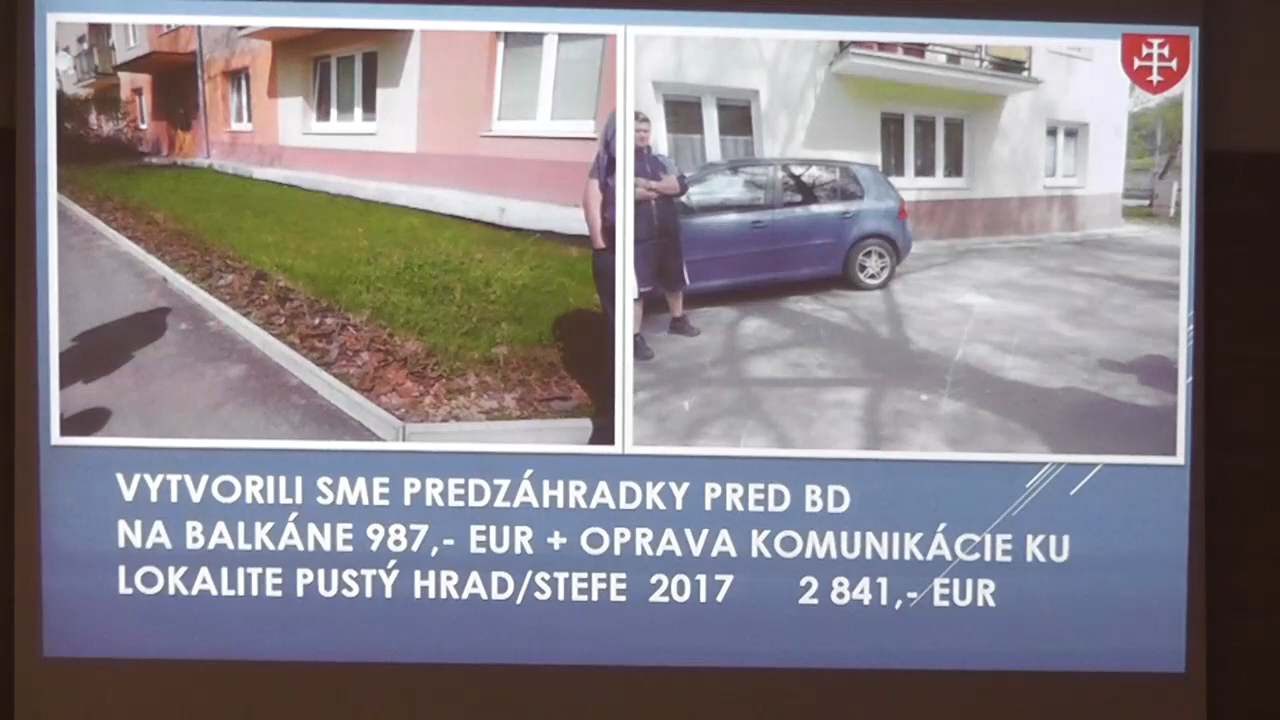 VYTVORILI SME PREDZÁHRADKY PRED BD
NA BALKÁNE 987,- EUR + OPRAVA KOMUNIKÁCIE KU
LOKALITE PUSTÝ HRAD/STEFE 2017 2 841,- EUR